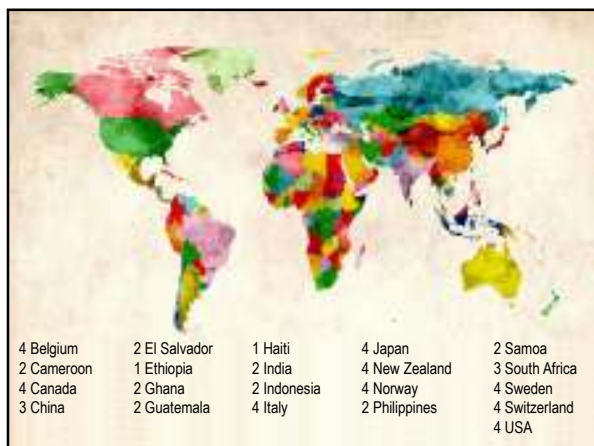 4 Belgium
2 Cameroon
4 Canada
3 China
2 El Salvador
1 Ethiopia
2 Ghana
2 Guatemala
1 Haiti
2 India
2 Indonesia
4 Italy
4 Japan
4 New Zealand
4 Norway
2 Philippines
2 Samoa
3 South Africa
4 Sweden
4 Switzerland
4 USA